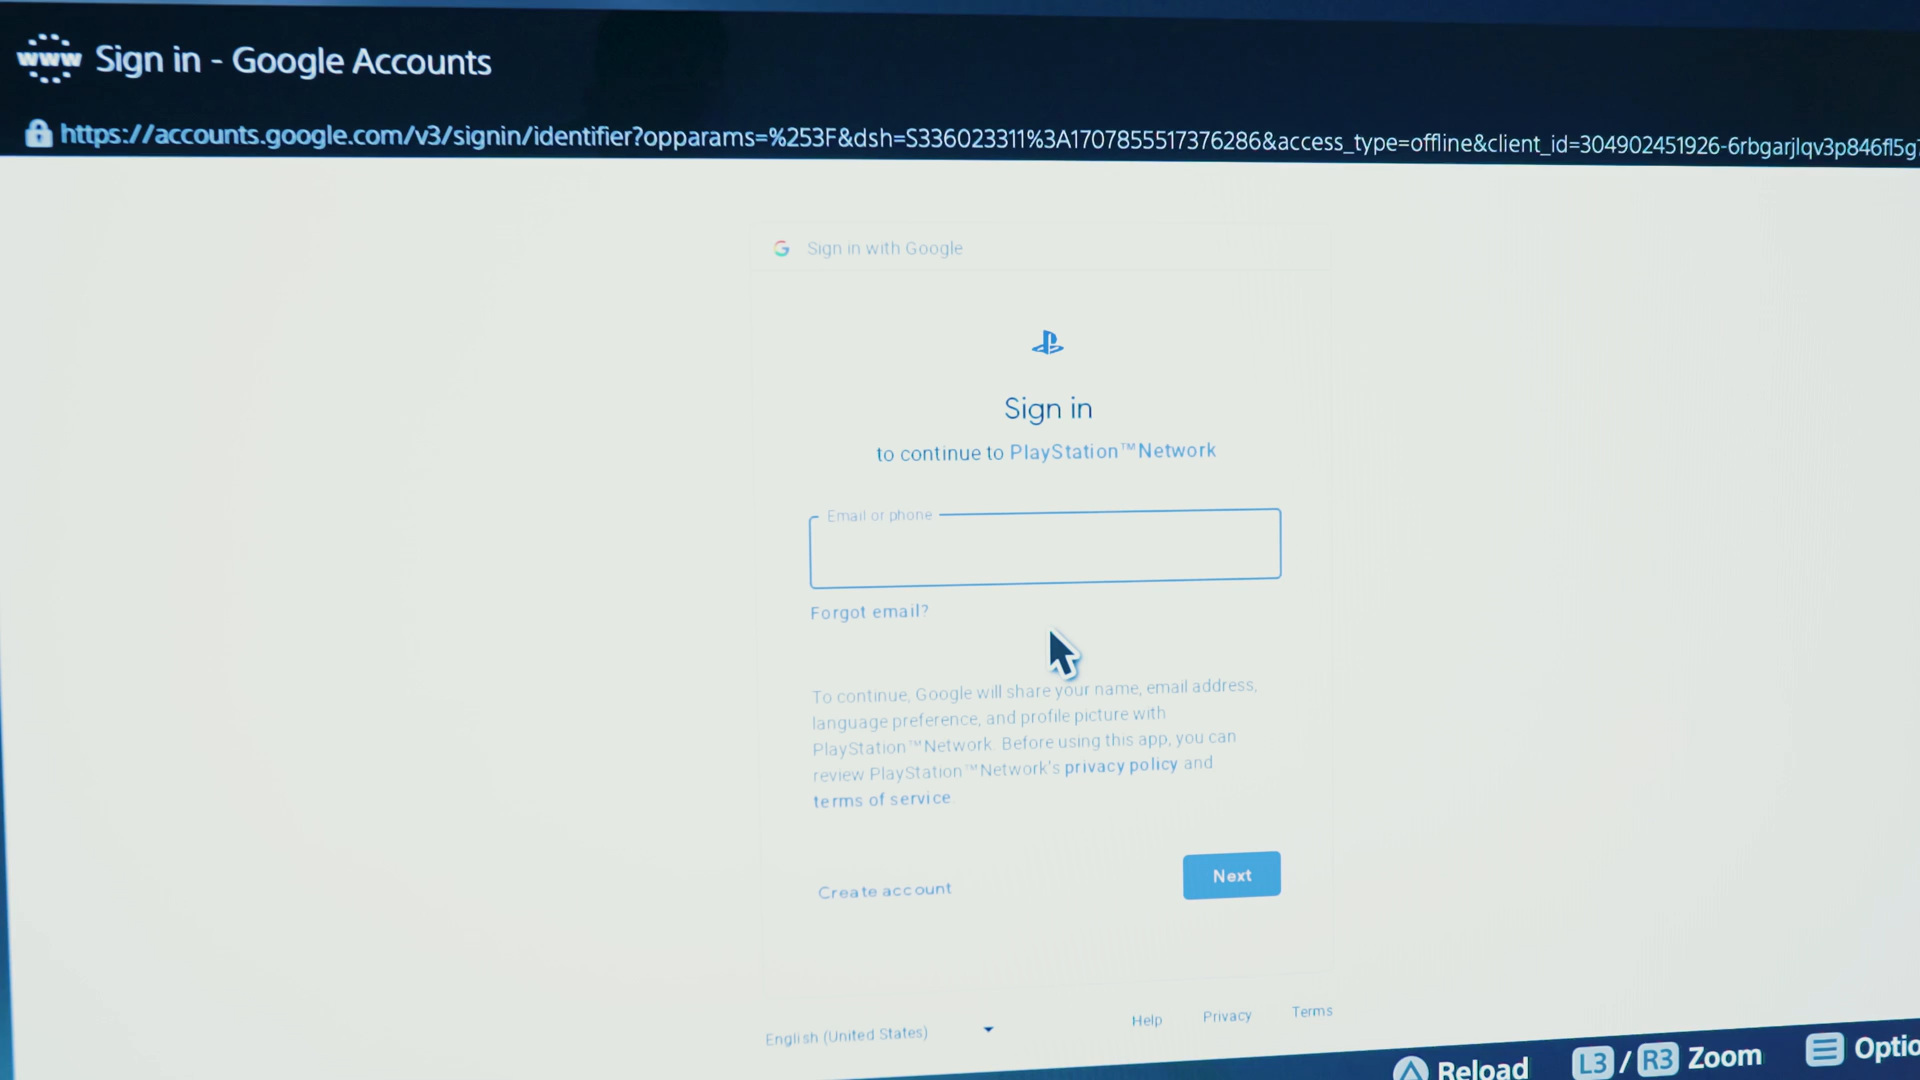 www Sign in - Google Accounts
https://accounts.google.com/v3/signin/identifier?opparams=%253F&dsh=S336023311%3A1707855517376286&access_type=offline&client_id=304902451926-6rbgarjlqv3p846fl5g
G Sign in with Google
Sign in
to continue to PlayStation™Network
Email or phone
Forgot email?
To continue, Google will share your name, email address,
language preference, and profile picture with
PlayStation™Network. Before using this app, you can
review PlayStation™Network's privacy policy and
terms of service.
Create account
Next
English (United States)
Help
Privacy
Terms
Reload
L3 / R3 Zoom
Optio